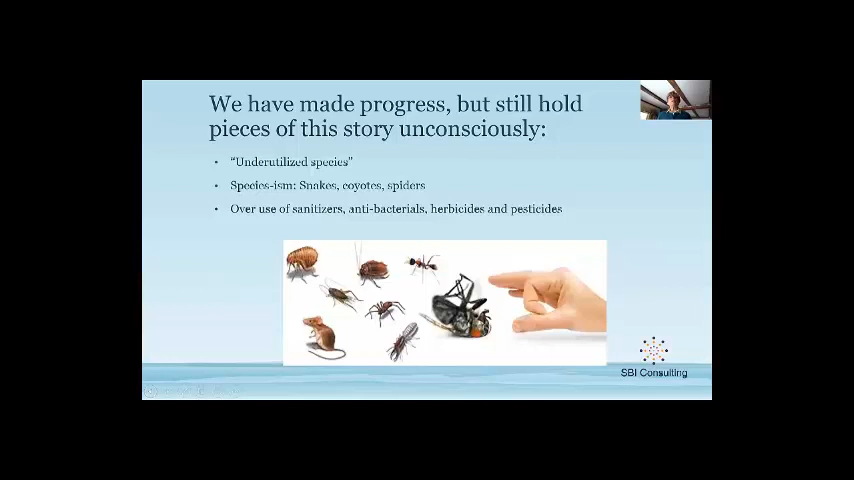 We have made progress, but still hold
pieces of this story unconsciously:
• "Underutilized species"
• Species-ism: Snakes, coyotes, spiders
• Over use of sanitizers, anti-bacterials, herbicides and pesticides
SBI Consulting